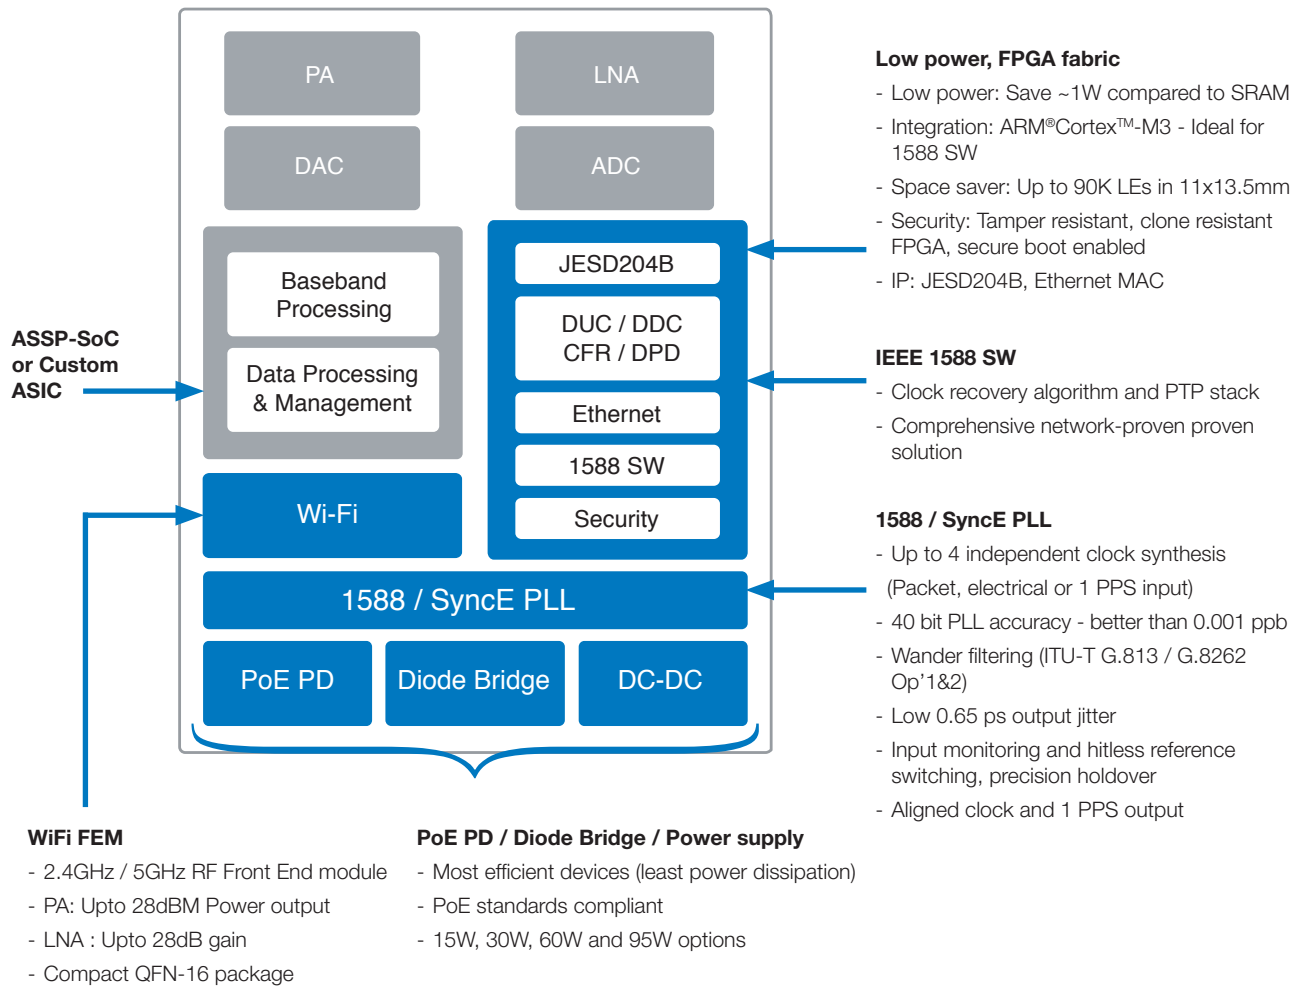 PA
LNA
DAC
ADC
Baseband
Processing
Data Processing
& Management
ASSP-SoC
or Custom
ASIC
JESD204B
DUC / DDC
CFR / DPD
Ethernet
1588 SW
Security
Wi-Fi
1588 / SyncE PLL
PoE PD
Diode Bridge
DC-DC
Low power, FPGA fabric
- Low power: Save ~1W compared to SRAM
- Integration: ARM®Cortex™-M3 - Ideal for
1588 SW
- Space saver: Up to 90K LEs in 11x13.5mm
- Security: Tamper resistant, clone resistant
FPGA, secure boot enabled
- IP: JESD204B, Ethernet MAC
IEEE 1588 SW
- Clock recovery algorithm and PTP stack
- Comprehensive network-proven proven
solution
1588 / SyncE PLL
- Up to 4 independent clock synthesis
(Packet, electrical or 1 PPS input)
- 40 bit PLL accuracy - better than 0.001 ppb
- Wander filtering (ITU-T G.813 / G.8262
Op’1&2)
- Low 0.65 ps output jitter
- Input monitoring and hitless reference
switching, precision holdover
- Aligned clock and 1 PPS output
WiFi FEM
- 2.4GHz / 5GHz RF Front End module
- PA: Upto 28dBM Power output
- LNA : Upto 28dB gain
- Compact QFN-16 package
PoE PD / Diode Bridge / Power supply
- Most efficient devices (least power dissipation)
- PoE standards compliant
- 15W, 30W, 60W and 95W options